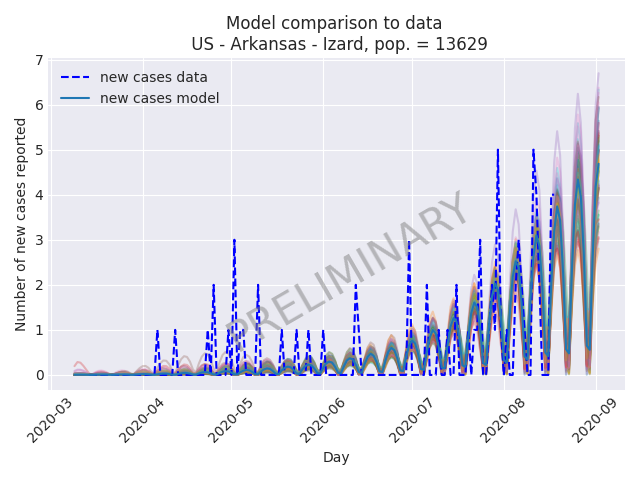 Model comparison to data
US - Arkansas - Izard, pop. = 13629
7
6
5
4
3
2
1
0
Number of new cases reported
new cases data
new cases model
PRELIMINARY
2020-03
2020-04
2020-05
2020-06
2020-07
2020-08
2020-09
Day